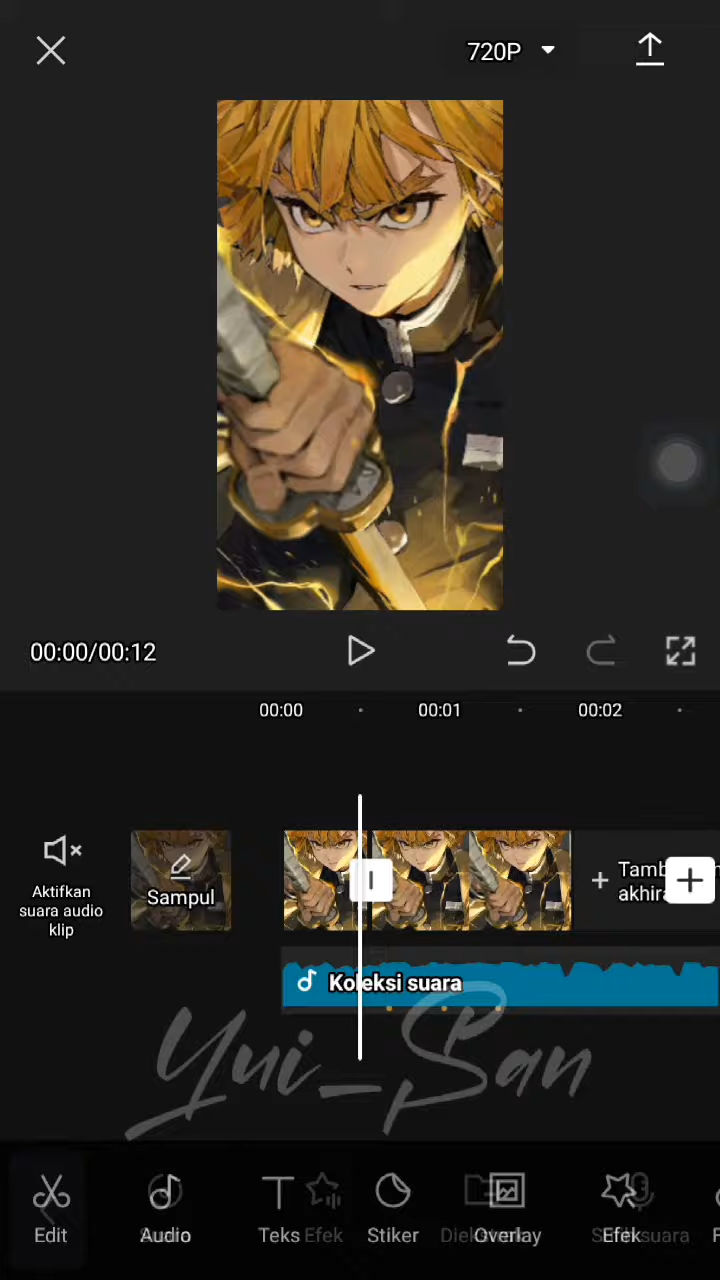 720P
00:00/00:12
00:00
00:01
00:02
Aktifkan
suara audio
klip
Sampul
Koleksi suara
Yui_San
Edit
Audio
Teks
Efek
Stiker
Overlay
Efek